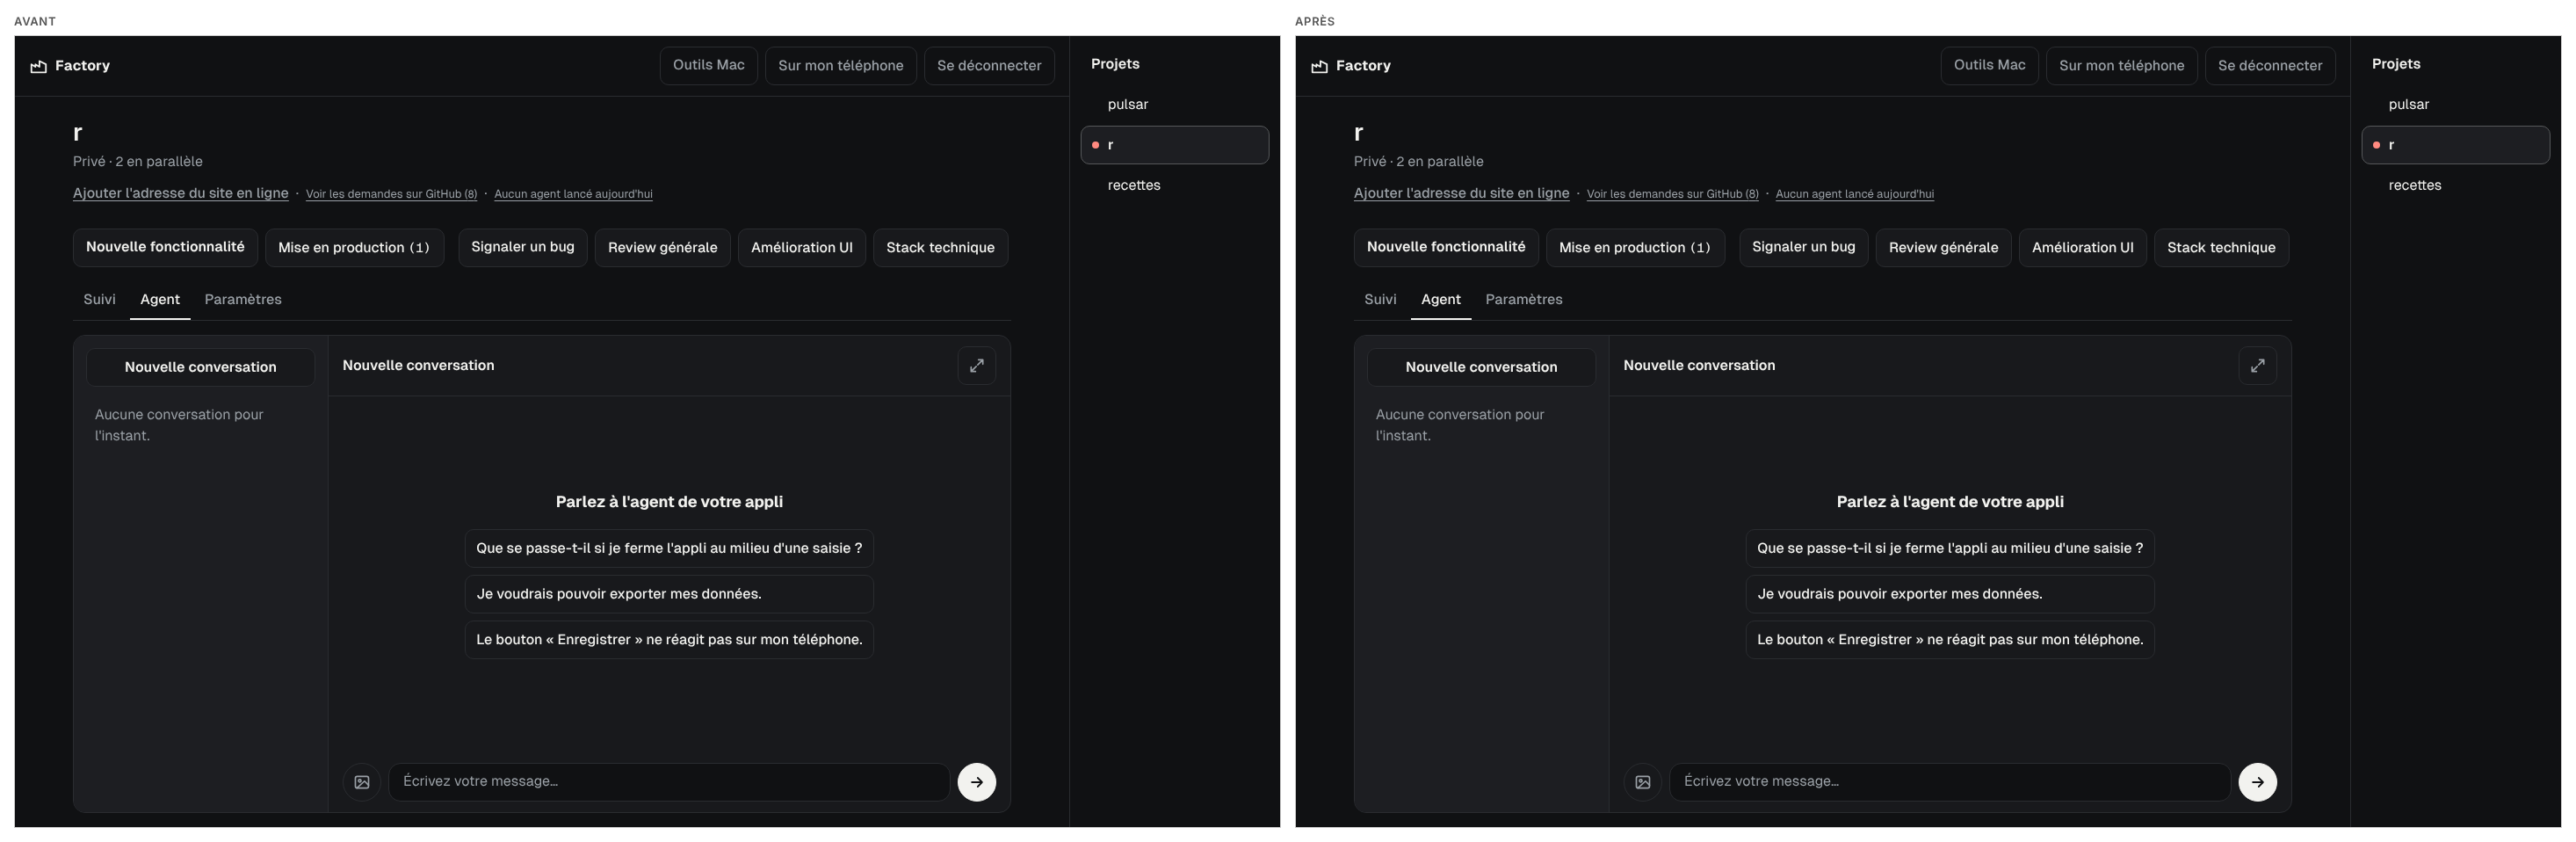 AVANT
Factory
Outils Mac
Sur mon téléphone
Se déconnecter
Projets
pulsar
r
recettes
r
Privé · 2 en parallèle
Ajouter l'adresse du site en ligne · Voir les demandes sur GitHub (8) · Aucun agent lancé aujourd'hui
Nouvelle fonctionnalité
Mise en production (1)
Signaler un bug
Review générale
Amélioration UI
Stack technique
Suivi
Agent
Paramètres
Nouvelle conversation
Aucune conversation pour
l'instant.
Nouvelle conversation
Parlez à l'agent de votre appli
Que se passe-t-il si je ferme l'appli au milieu d'une saisie ?
Je voudrais pouvoir exporter mes données.
Le bouton « Enregistrer » ne réagit pas sur mon téléphone.
Écrivez votre message...
APRÈS
Factory
Outils Mac
Sur mon téléphone
Se déconnecter
Projets
pulsar
r
recettes
r
Privé · 2 en parallèle
Ajouter l'adresse du site en ligne · Voir les demandes sur GitHub (8) · Aucun agent lancé aujourd'hui
Nouvelle fonctionnalité
Mise en production (1)
Signaler un bug
Review générale
Amélioration UI
Stack technique
Suivi
Agent
Paramètres
Nouvelle conversation
Aucune conversation pour
l'instant.
Nouvelle conversation
Parlez à l'agent de votre appli
Que se passe-t-il si je ferme l'appli au milieu d'une saisie ?
Je voudrais pouvoir exporter mes données.
Le bouton « Enregistrer » ne réagit pas sur mon téléphone.
Écrivez votre message...